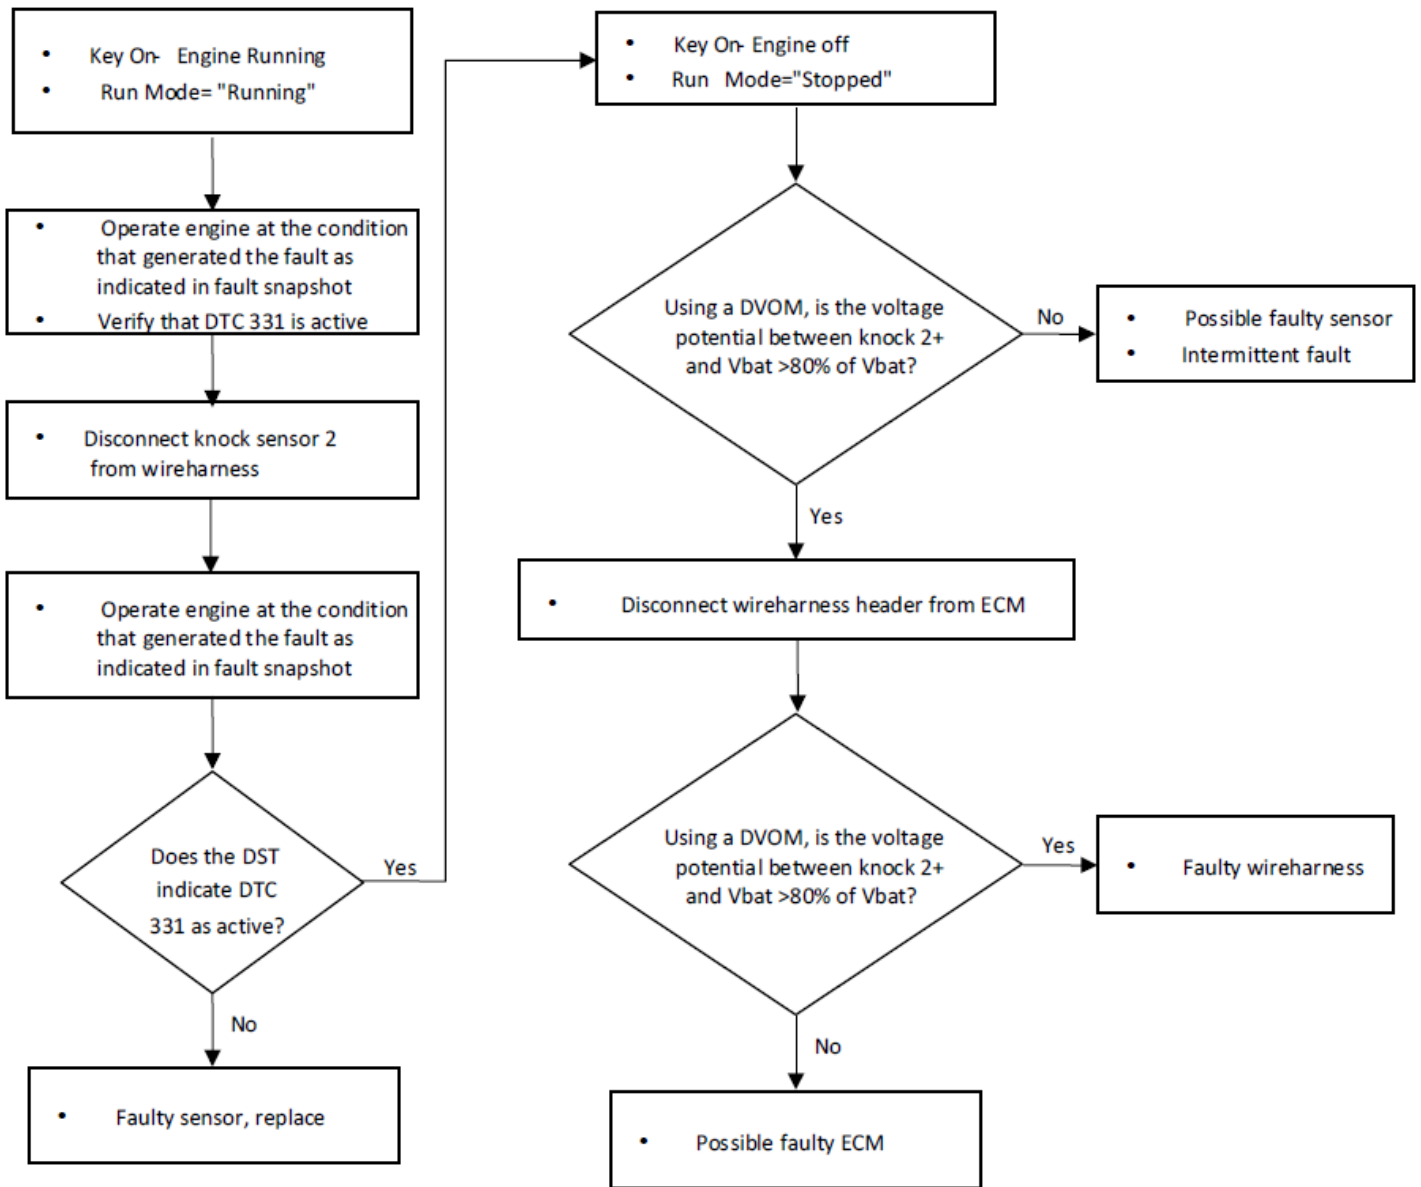 • Key On- Engine Running
• Run Mode= "Running"
• Operate engine at the condition
that generated the fault as
indicated in fault snapshot
• Verify that DTC 331 is active
• Disconnect knock sensor 2
from wireharness
• Operate engine at the condition
that generated the fault as
indicated in fault snapshot
Does the DST
indicate DTC
331 as active?
Yes
No
• Faulty sensor, replace
• Key On- Engine off
• Run Mode="Stopped"
Using a DVOM, is the voltage
potential between knock 2+
and Vbat >80% of Vbat?
No
• Possible faulty sensor
• Intermittent fault
Yes
• Disconnect wireharness header from ECM
Using a DVOM, is the voltage
potential between knock 2+
and Vbat >80% of Vbat?
Yes
• Faulty wireharness
No
• Possible faulty ECM